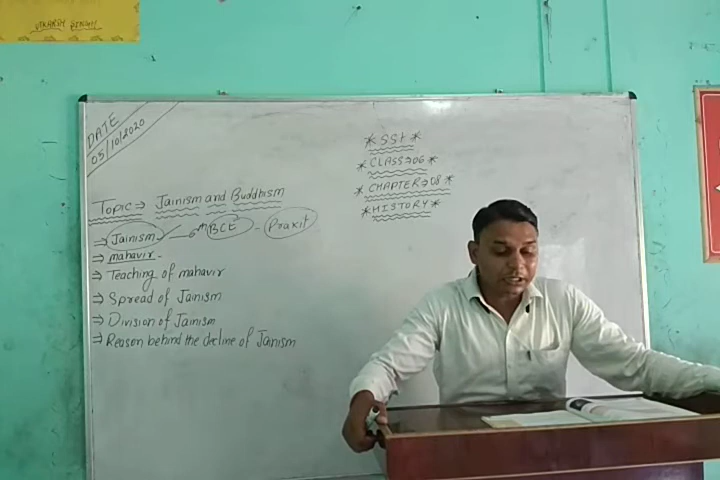 DATE
05/10/2020
*SSt*
*CLASS→06*
*CHAPTER→08*
*HISTORY*
Topic → Jainism and Buddhism
⇒ Jainism ✓ — 6th BCE - Prakit
⇒ mahavir -
⇒ Teaching of mahavir
⇒ Spread of Jainism
⇒ Division of Jainism
⇒ Reason behind the decline of Jainism